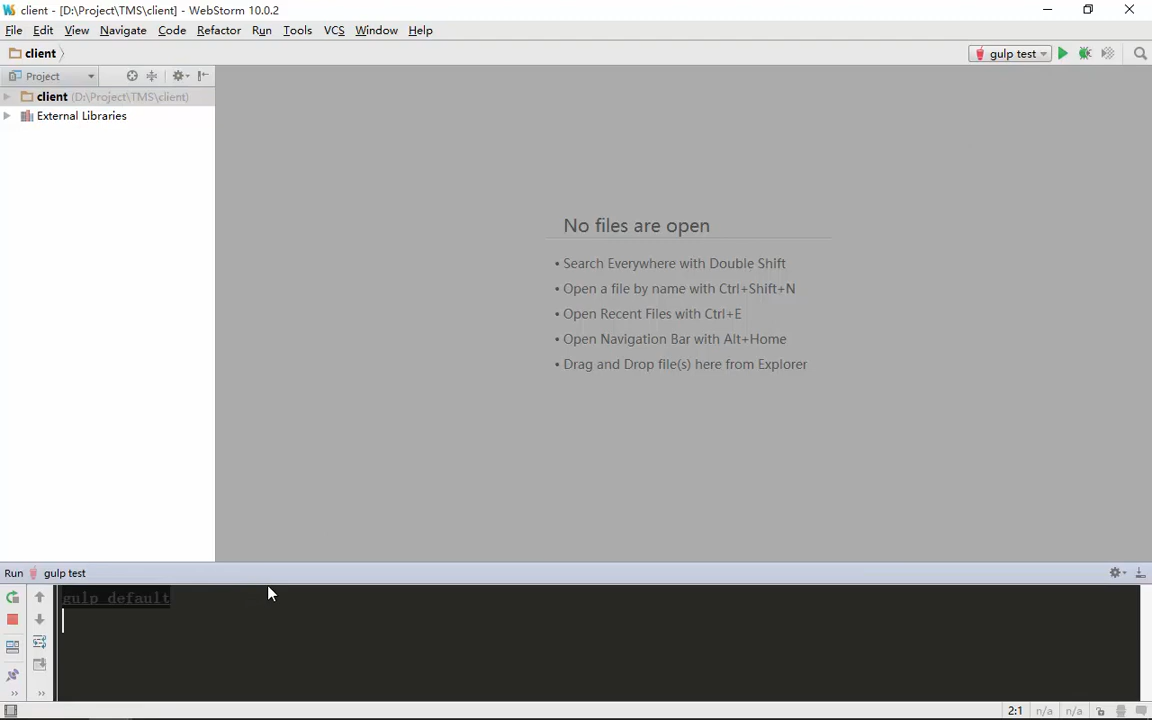 client - [D:\Project\TMS\client] - WebStorm 10.0.2
File Edit View Navigate Code Refactor Run Tools VCS Window Help
client gulp test
Project
client (D:\Project\TMS\client)
External Libraries
No files are open
• Search Everywhere with Double Shift
• Open a file by name with Ctrl+Shift+N
• Open Recent Files with Ctrl+E
• Open Navigation Bar with Alt+Home
• Drag and Drop file(s) here from Explorer
Run gulp test
gulp default
2:1 n/a n/a